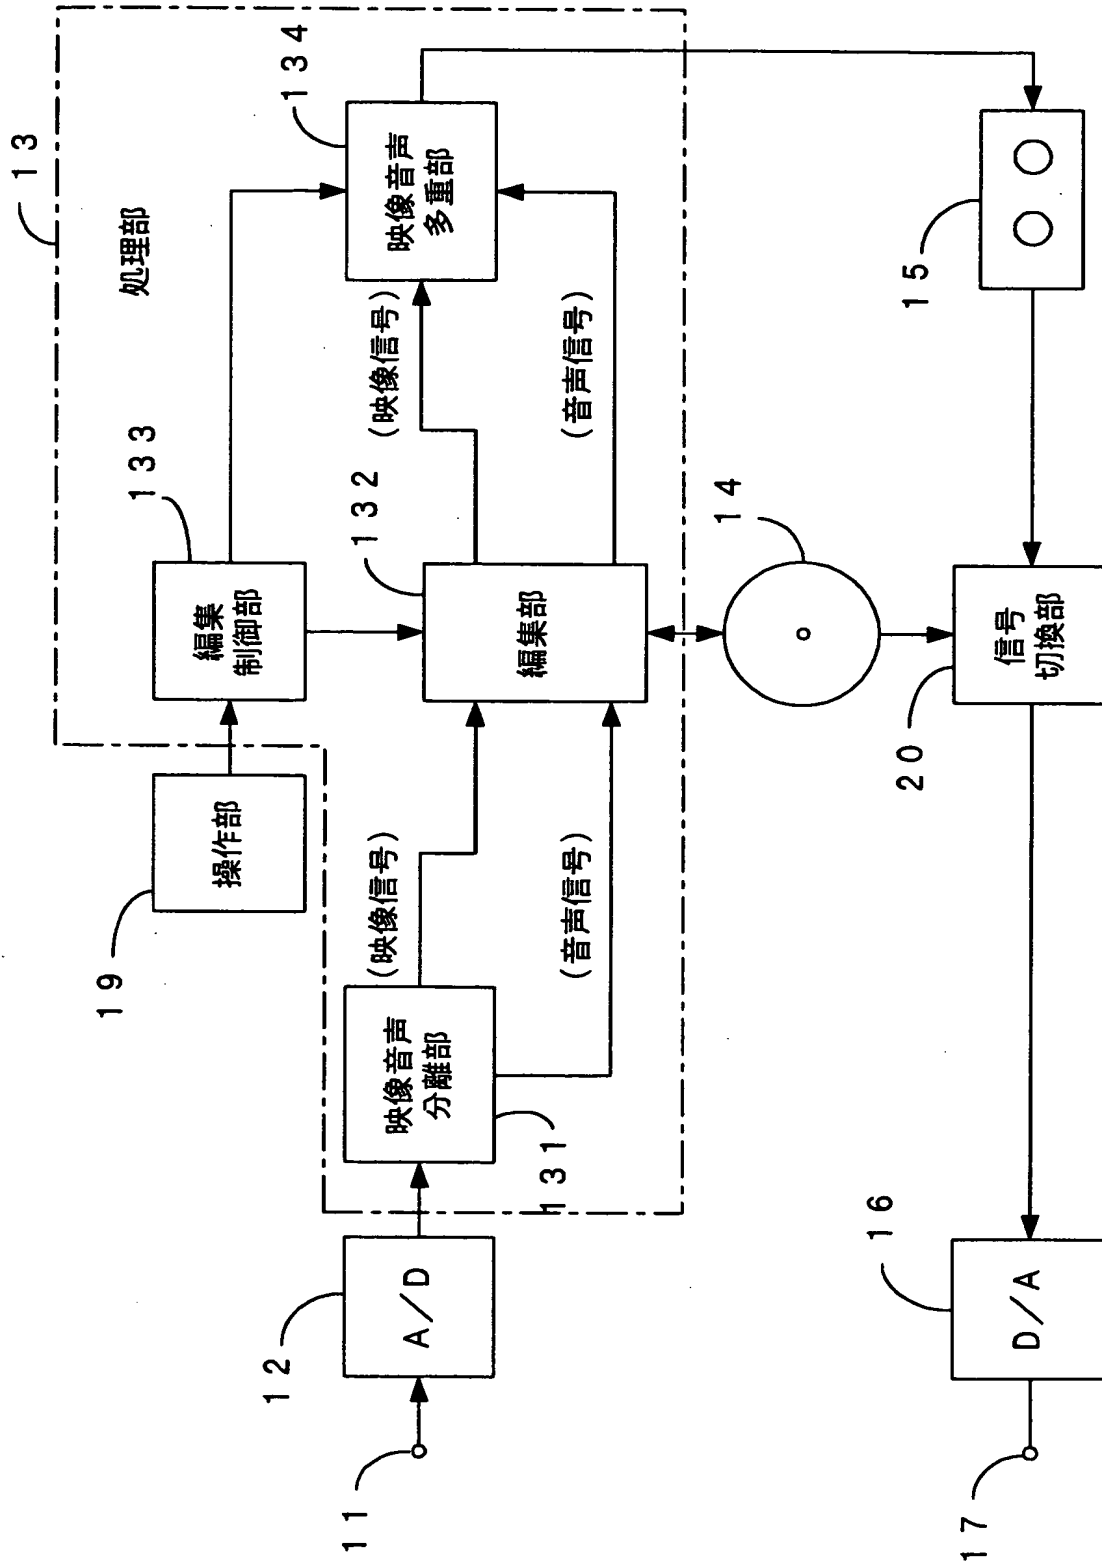 13
処理部
133
編集
制御部
19
操作部
134
映像音声
多重部
(映像信号)
(音声信号)
132
編集部
(映像信号)
(音声信号)
映像音声
分離部
131
12
A/D
11
14
15
信号
切換部
20
16
D/A
17